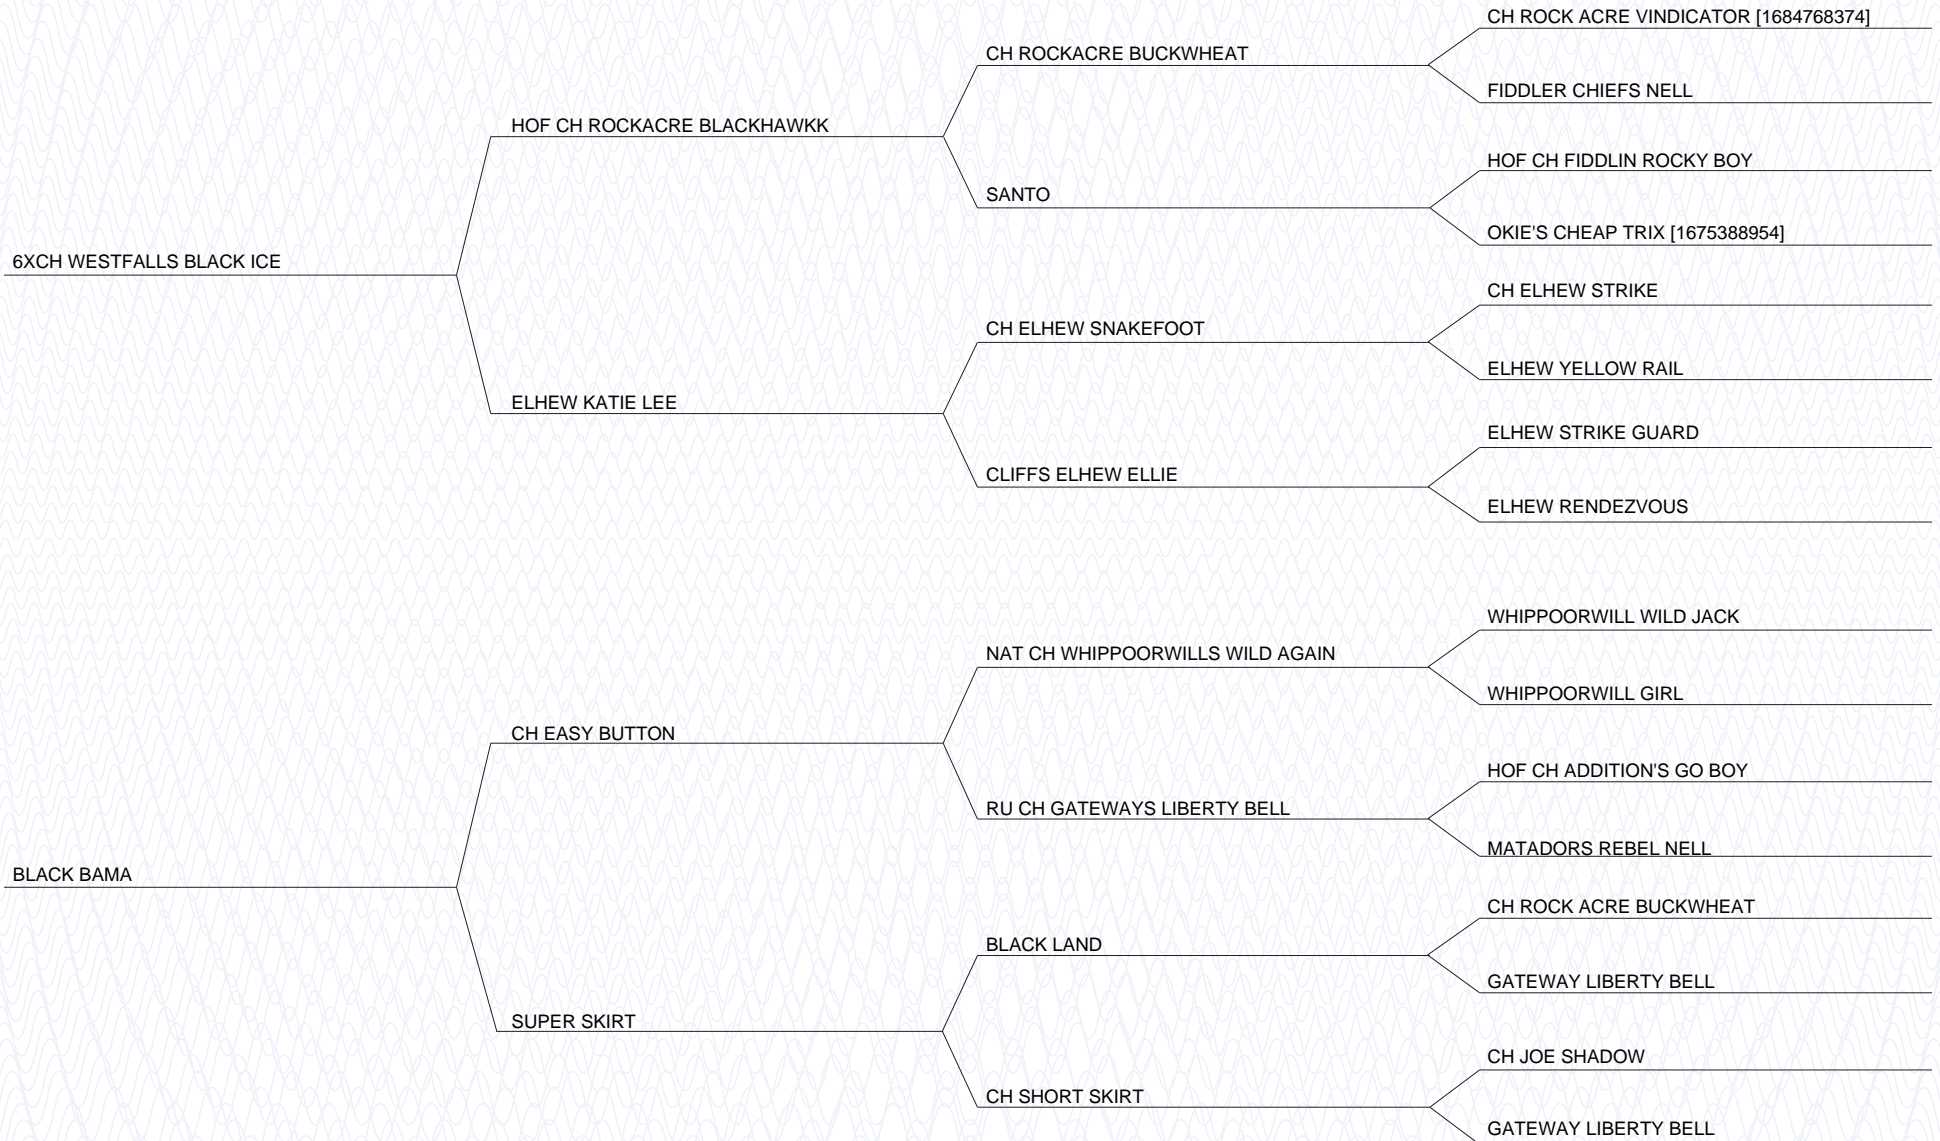 CH ROCK ACRE VINDICATOR [1684768374]
CH ROCKACRE BUCKWHEAT
FIDDLER CHIEFS NELL
HOF CH ROCKACRE BLACKHAWKK
HOF CH FIDDLIN ROCKY BOY
SANTO
OKIE'S CHEAP TRIX [1675388954]
6XCH WESTFALLS BLACK ICE
CH ELHEW STRIKE
CH ELHEW SNAKEFOOT
ELHEW YELLOW RAIL
ELHEW KATIE LEE
ELHEW STRIKE GUARD
CLIFFS ELHEW ELLIE
ELHEW RENDEZVOUS
WHIPPOORWILL WILD JACK
NAT CH WHIPPOORWILLS WILD AGAIN
WHIPPOORWILL GIRL
CH EASY BUTTON
HOF CH ADDITION'S GO BOY
RU CH GATEWAYS LIBERTY BELL
MATADORS REBEL NELL
BLACK BAMA
CH ROCK ACRE BUCKWHEAT
BLACK LAND
GATEWAY LIBERTY BELL
SUPER SKIRT
CH JOE SHADOW
CH SHORT SKIRT
GATEWAY LIBERTY BELL